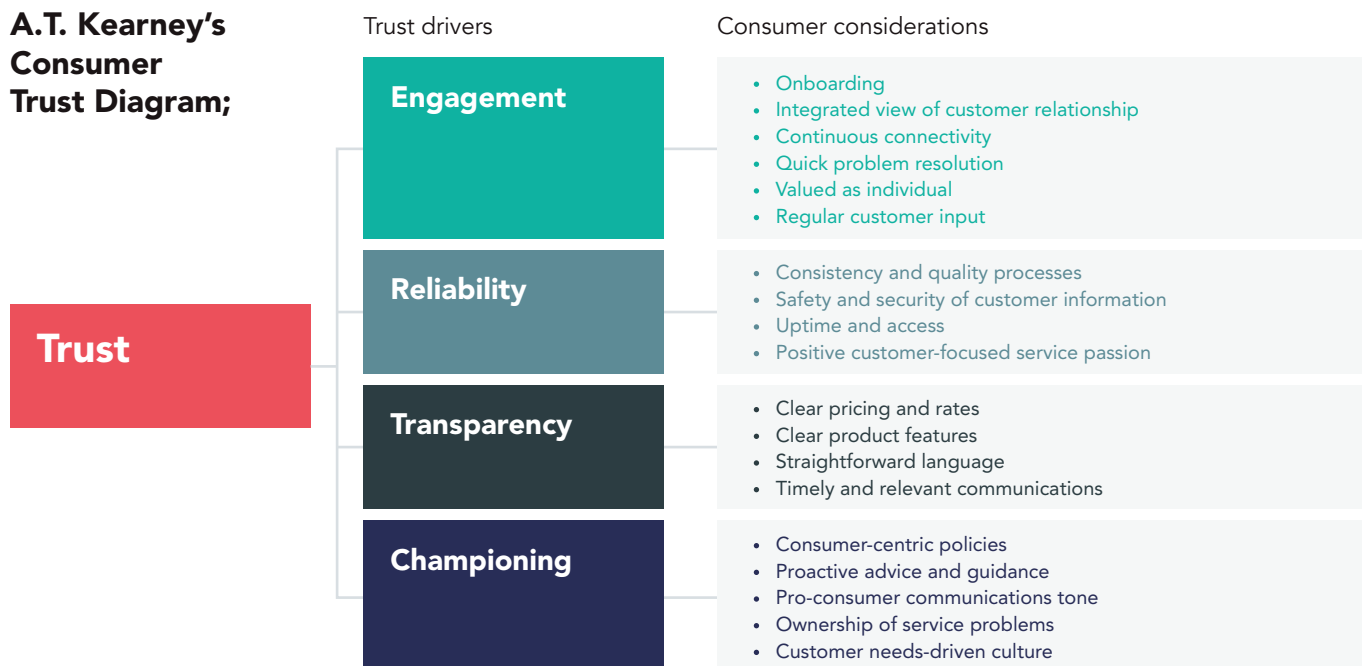 A.T. Kearney's
Consumer
Trust Diagram;
Trust drivers
Consumer considerations
Trust
Engagement
• Onboarding
• Integrated view of customer relationship
• Continuous connectivity
• Quick problem resolution
• Valued as individual
• Regular customer input
Reliability
• Consistency and quality processes
• Safety and security of customer information
• Uptime and access
• Positive customer-focused service passion
Transparency
• Clear pricing and rates
• Clear product features
• Straightforward language
• Timely and relevant communications
Championing
• Consumer-centric policies
• Proactive advice and guidance
• Pro-consumer communications tone
• Ownership of service problems
• Customer needs-driven culture